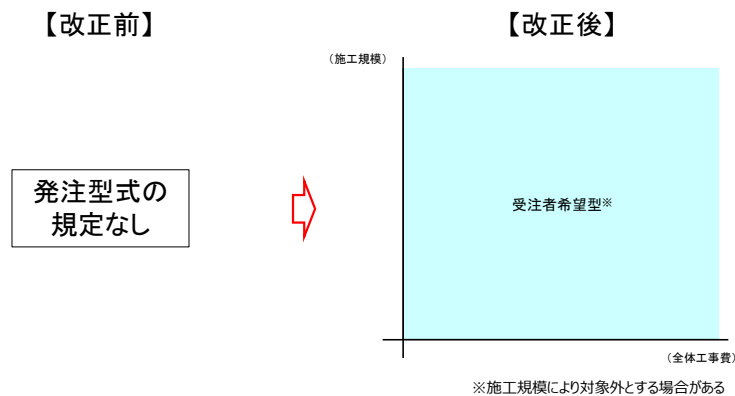 【改正前】
【改正後】
（施工規模）
発注型式の
規定なし
受注者希望型※
（全体工事費）
※施工規模により対象外とする場合がある